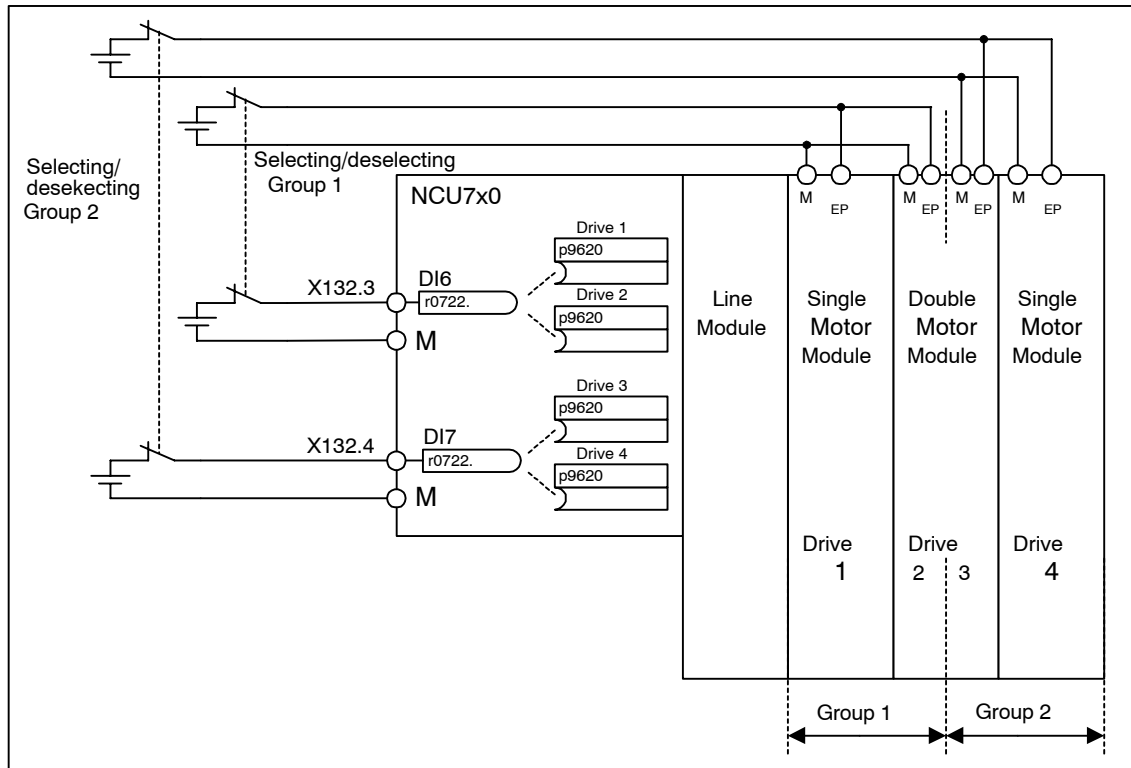 Selecting/
desekecting
Group 2
Selecting/deselecting
Group 1
M
EP
M
EP
M
EP
M
EP
NCU7x0
X132.3
DI6
r0722.
M
Drive 1
p9620
Drive 2
p9620
X132.4
DI7
r0722.
M
Drive 3
p9620
Drive 4
p9620
Line
Module
Single
Motor
Module
Double
Motor
Module
Single
Motor
Module
Drive
1
Drive
2 3
Drive
4
Group 1
Group 2